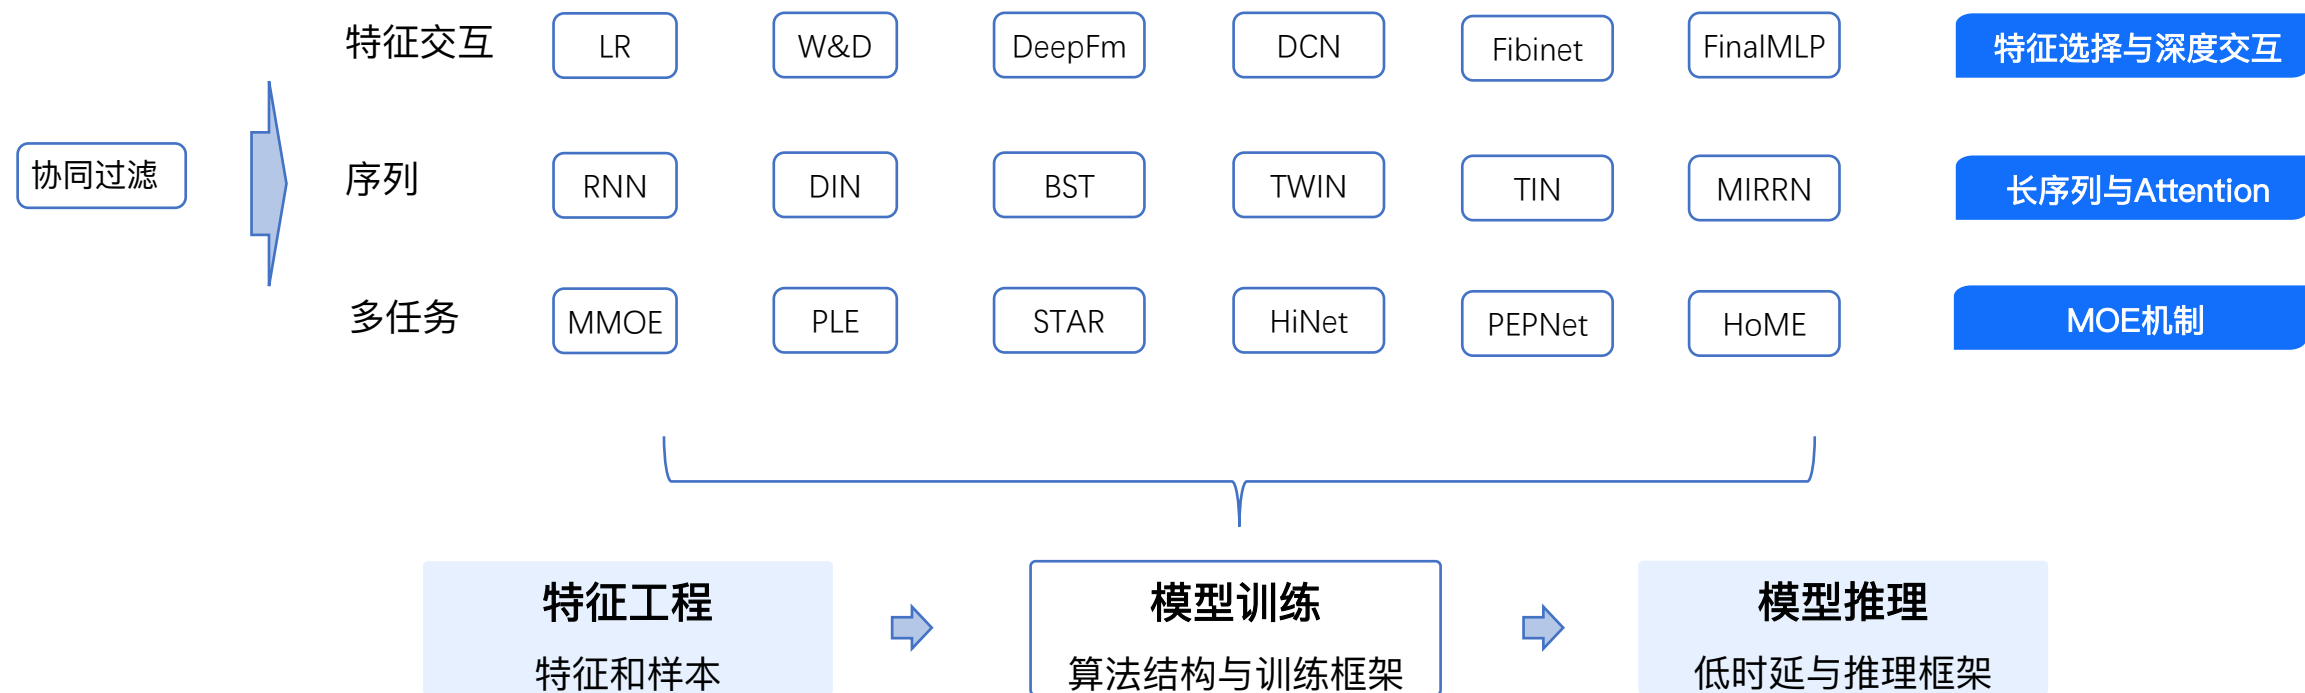 特征交互 LR W&D DeepFm DCN Fibinet FinalMLP 特征选择与深度交互
协同过滤
序列 RNN DIN BST TWIN TIN MIRRN 长序列与Attention
多任务 MMOE PLE STAR HiNet PEPNet HoME MOE机制
特征工程 模型训练 模型推理
特征和样本 算法结构与训练框架 低时延与推理框架